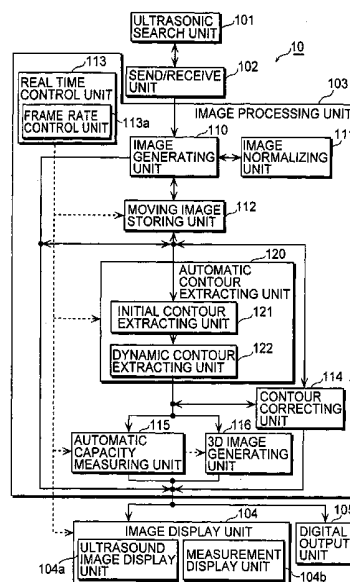 ULTRASONIC
SEARCH UNIT
101
10
SEND/RECEIVE
UNIT
102
103
IMAGE PROCESSING UNIT
113
REAL TIME
CONTROL UNIT
FRAME RATE
CONTROL UNIT
113a
110
IMAGE
GENERATING
UNIT
IMAGE
NORMALIZING
UNIT
MOVING IMAGE
STORING UNIT
112
120
AUTOMATIC
CONTOUR
EXTRACTING UNIT
INITIAL CONTOUR
EXTRACTING UNIT
121
DYNAMIC CONTOUR
EXTRACTING UNIT
122
114
CONTOUR
CORRECTING
UNIT
115
AUTOMATIC
CAPACITY
MEASURING UNIT
116
3D IMAGE
GENERATING
UNIT
104
IMAGE DISPLAY UNIT
ULTRASOUND
IMAGE DISPLAY
UNIT
104a
MEASUREMENT
DISPLAY UNIT
104b
105
DIGITAL
OUTPUT
UNIT